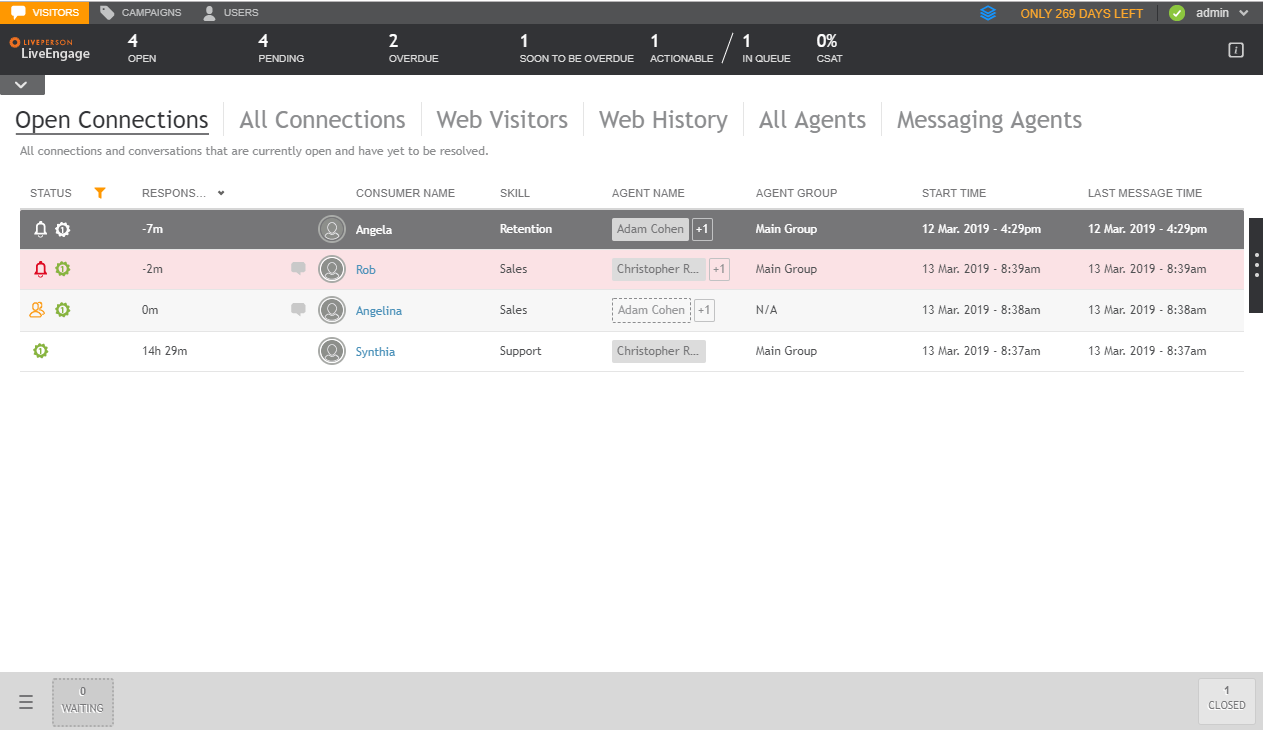 VISITORS CAMPAIGNS USERS ONLY 269 DAYS LEFT admin
LIVEPERSON
LiveEngage
4 4 2 1 1 1 0%
OPEN PENDING OVERDUE SOON TO BE OVERDUE ACTIONABLE IN QUEUE CSAT
Open Connections All Connections Web Visitors Web History All Agents Messaging Agents
All connections and conversations that are currently open and have yet to be resolved.
STATUS RESPONS... CONSUMER NAME SKILL AGENT NAME AGENT GROUP START TIME LAST MESSAGE TIME
1 -7m Angela Retention Adam Cohen +1 Main Group 12 Mar. 2019 - 4:29pm 12 Mar. 2019 - 4:29pm
1 -2m Rob Sales Christopher R... +1 Main Group 13 Mar. 2019 - 8:39am 13 Mar. 2019 - 8:39am
1 0m Angelina Sales Adam Cohen +1 N/A 13 Mar. 2019 - 8:38am 13 Mar. 2019 - 8:38am
1 14h 29m Synthia Support Christopher R... Main Group 13 Mar. 2019 - 8:37am 13 Mar. 2019 - 8:37am
0 1
WAITING CLOSED